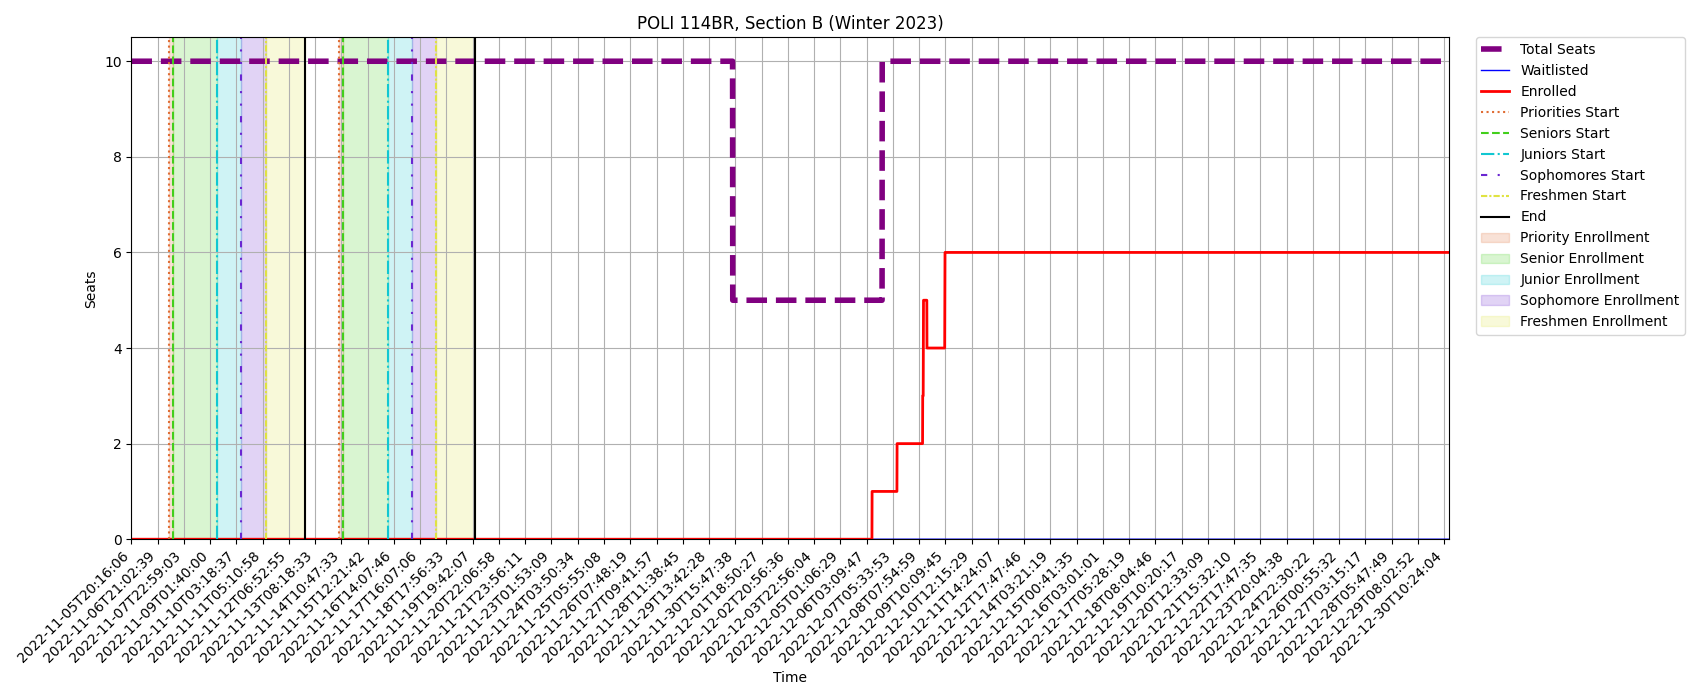 POLI 114BR, Section B (Winter 2023)
Seats
10
8
6
4
2
0
2022-11-05T20:16:06
2022-11-06T21:02:39
2022-11-07T22:59:03
2022-11-09T01:40:00
2022-11-10T03:18:37
2022-11-11T05:10:58
2022-11-12T06:52:55
2022-11-13T08:18:33
2022-11-14T10:47:33
2022-11-15T12:21:42
2022-11-16T14:07:46
2022-11-17T16:07:06
2022-11-18T17:56:33
2022-11-19T19:42:07
2022-11-20T22:06:58
2022-11-21T23:56:11
2022-11-23T01:53:09
2022-11-24T03:50:34
2022-11-25T05:55:08
2022-11-26T07:48:19
2022-11-27T09:41:57
2022-11-28T11:38:45
2022-11-29T13:42:28
2022-11-30T15:47:38
2022-12-01T18:50:27
2022-12-02T20:56:36
2022-12-03T22:56:04
2022-12-05T01:06:29
2022-12-06T03:09:47
2022-12-07T05:33:53
2022-12-08T07:54:59
2022-12-09T10:09:45
2022-12-10T12:15:29
2022-12-11T14:24:07
2022-12-12T17:47:46
2022-12-14T03:21:19
2022-12-15T00:41:35
2022-12-16T03:01:01
2022-12-17T05:28:19
2022-12-18T08:04:46
2022-12-19T10:20:17
2022-12-20T12:33:09
2022-12-21T15:32:10
2022-12-22T17:47:35
2022-12-23T20:04:38
2022-12-24T22:30:22
2022-12-26T00:55:32
2022-12-27T03:15:17
2022-12-28T05:47:49
2022-12-29T08:02:52
2022-12-30T10:24:04
Time
Total Seats
Waitlisted
Enrolled
Priorities Start
Seniors Start
Juniors Start
Sophomores Start
Freshmen Start
End
Priority Enrollment
Senior Enrollment
Junior Enrollment
Sophomore Enrollment
Freshmen Enrollment